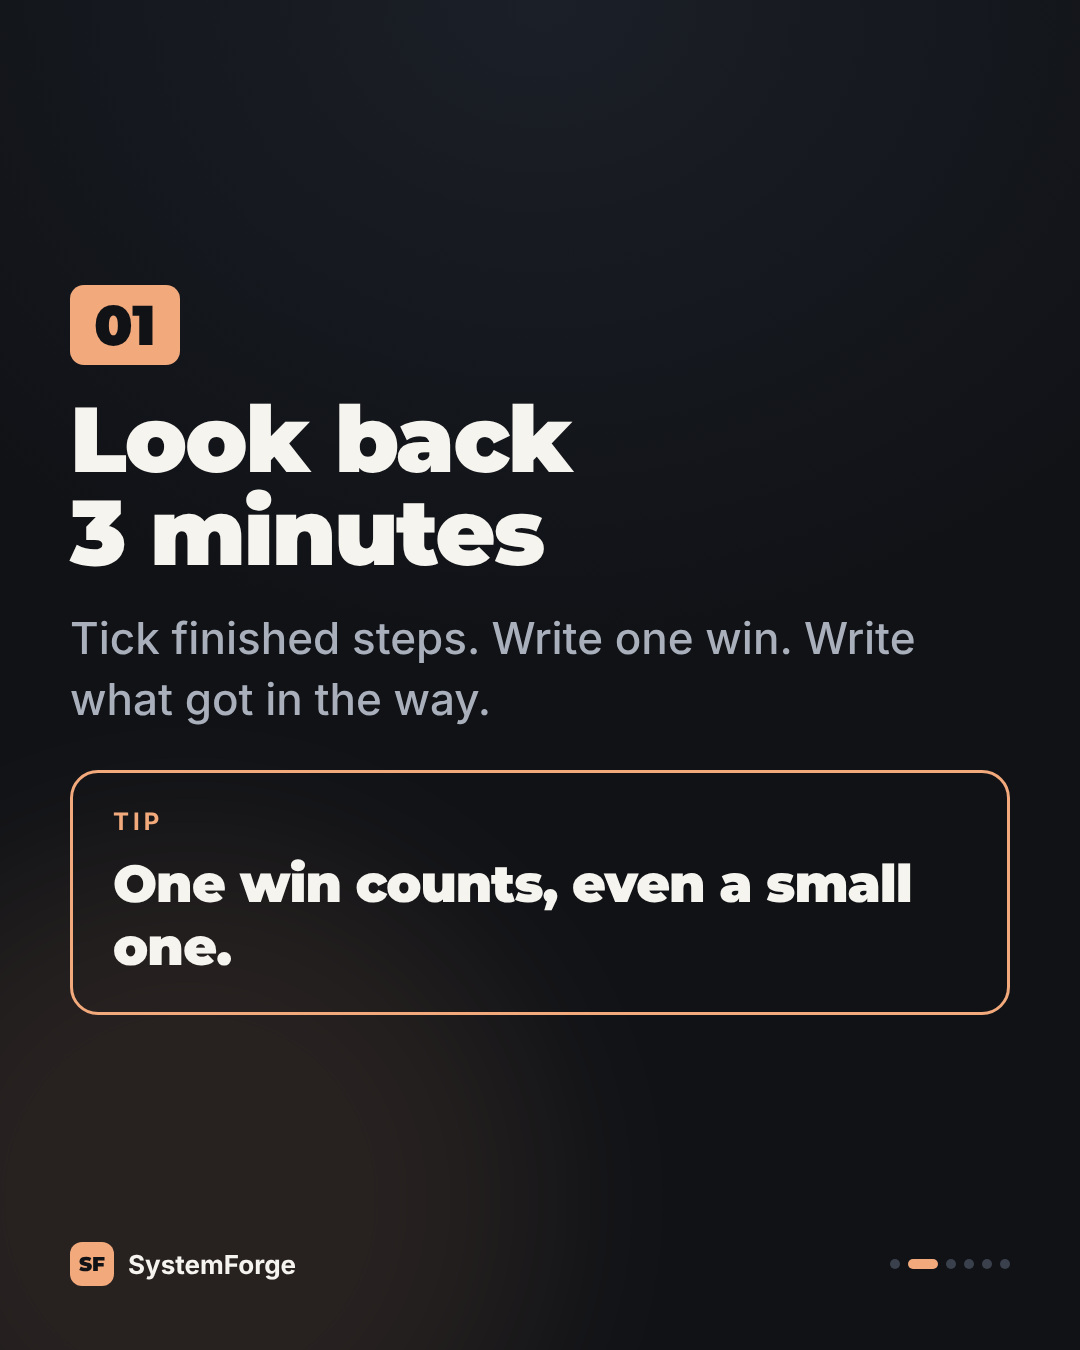 01
Look back
3 minutes
Tick finished steps. Write one win. Write
what got in the way.
TIP
One win counts, even a small
one.
SF SystemForge